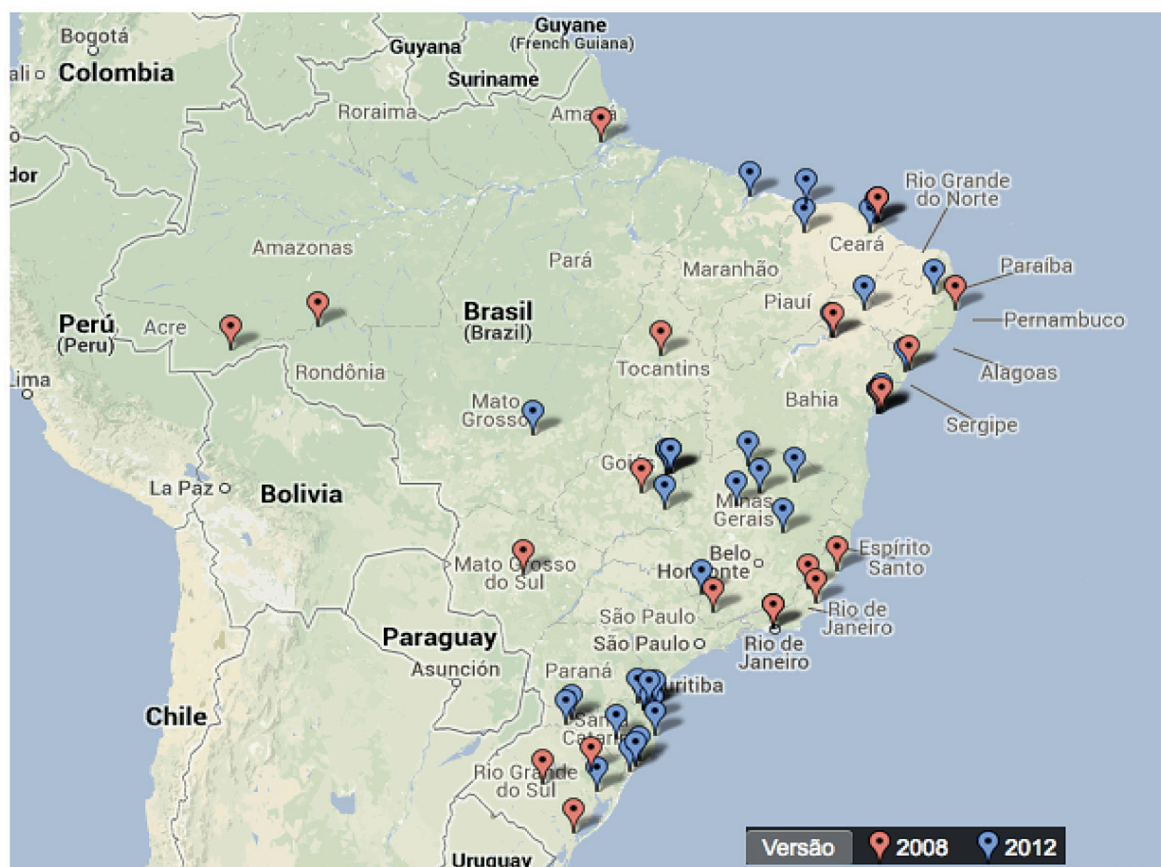 Bogotá
Colombia
ali
Guyana
Guyane
(French Guiana)
Suriname
Roraima
Amapá
dor
Rio Grande
do Norte
Ceará
Amazonas
Pará
Maranhão
Paraíba
Piauí
Brasil
(Brazil)
Perú
(Peru)
Acre
Pernambuco
Rondônia
Tocantins
Alagoas
Lima
Mato
Grosso
Bahia
Sergipe
Goiás
La Paz
Bolivia
Minas
Gerais
Belo
Horizonte
Espírito
Santo
Mato Grosso
do Sul
São Paulo
Rio de
Janeiro
Paraguay
São Paulo
Rio de
Janeiro
Asunción
Paraná
Curitiba
Chile
Santa
Catarina
Rio Grande
do Sul
Uruguay
Versão 2008 2012